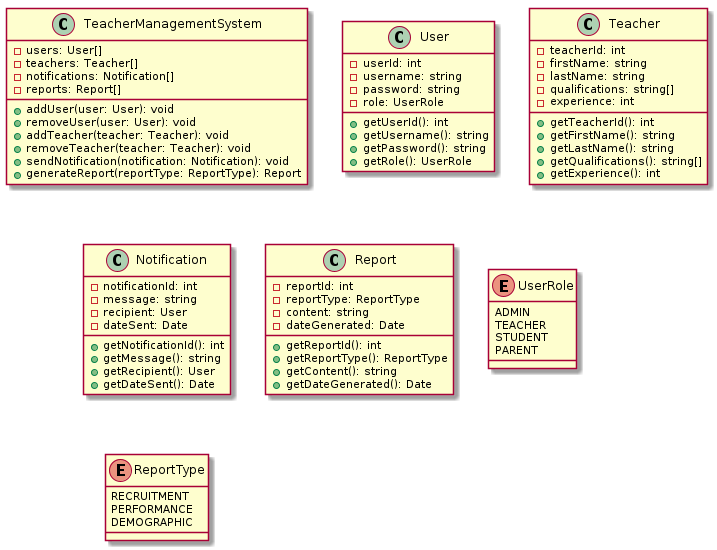 C TeacherManagementSystem
users: User[]
teachers: Teacher[]
notifications: Notification[]
reports: Report[]
addUser(user: User): void
removeUser(user: User): void
addTeacher(teacher: Teacher): void
removeTeacher(teacher: Teacher): void
sendNotification(notification: Notification): void
generateReport(reportType: ReportType): Report
C User
userId: int
username: string
password: string
role: UserRole
getUserId(): int
getUsername(): string
getPassword(): string
getRole(): UserRole
C Teacher
teacherId: int
firstName: string
lastName: string
qualifications: string[]
experience: int
getTeacherId(): int
getFirstName(): string
getLastName(): string
getQualifications(): string[]
getExperience(): int
C Notification
notificationId: int
message: string
recipient: User
dateSent: Date
getNotificationId(): int
getMessage(): string
getRecipient(): User
getDateSent(): Date
C Report
reportId: int
reportType: ReportType
content: string
dateGenerated: Date
getReportId(): int
getReportType(): ReportType
getContent(): string
getDateGenerated(): Date
E UserRole
ADMIN
TEACHER
STUDENT
PARENT
E ReportType
RECRUITMENT
PERFORMANCE
DEMOGRAPHIC